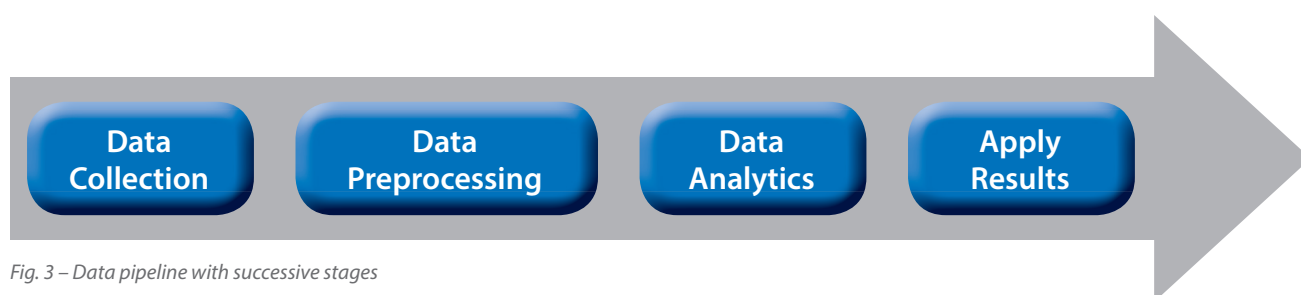 Data
Collection
Data
Preprocessing
Data
Analytics
Apply
Results
Fig. 3 – Data pipeline with successive stages